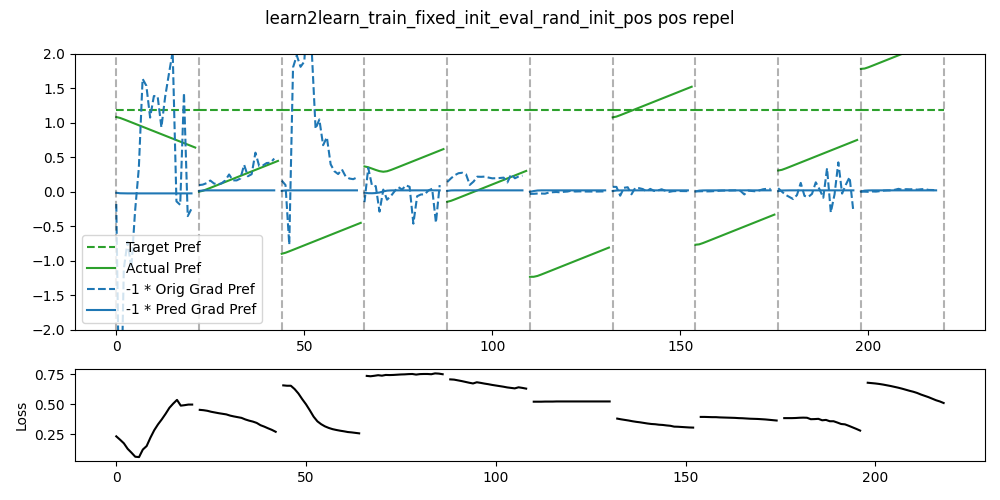 learn2learn_train_fixed_init_eval_rand_init_pos pos repel
2.0
1.5
1.0
0.5
0.0
−0.5
−1.0
−1.5
−2.0
Target Pref
Actual Pref
-1 * Orig Grad Pref
-1 * Pred Grad Pref
0 50 100 150 200
Loss
0.75
0.50
0.25
0 50 100 150 200